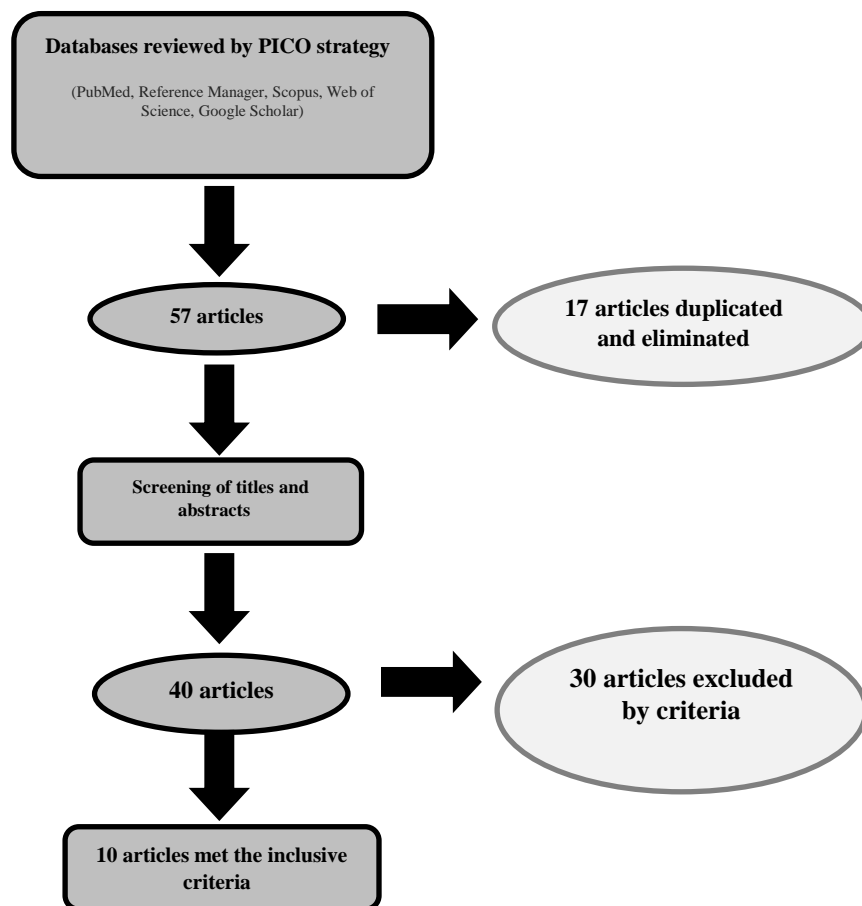 Databases reviewed by PICO strategy
(PubMed, Reference Manager, Scopus, Web of
Science, Google Scholar)
57 articles
17 articles duplicated
and eliminated
Screening of titles and
abstracts
40 articles
30 articles excluded
by criteria
10 articles met the inclusive
criteria